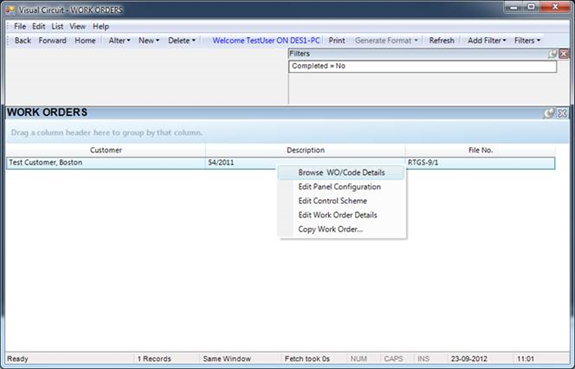 Visual Circuit - WORK ORDERS
File Edit List View Help
Back Forward Home Alter New Delete Welcome TestUser ON DES1-PC Print Generate Format Refresh Add Filter Filters
Filters
Completed = No
WORK ORDERS
Drag a column header here to group by that column.
Customer Description File No.
Test Customer, Boston S4/2011 RTGS-9/1
Browse WO/Code Details
Edit Panel Configuration
Edit Control Scheme
Edit Work Order Details
Copy Work Order...
Ready 1 Records Same Window Fetch took 0s NUM CAPS INS 23-09-2012 11:01